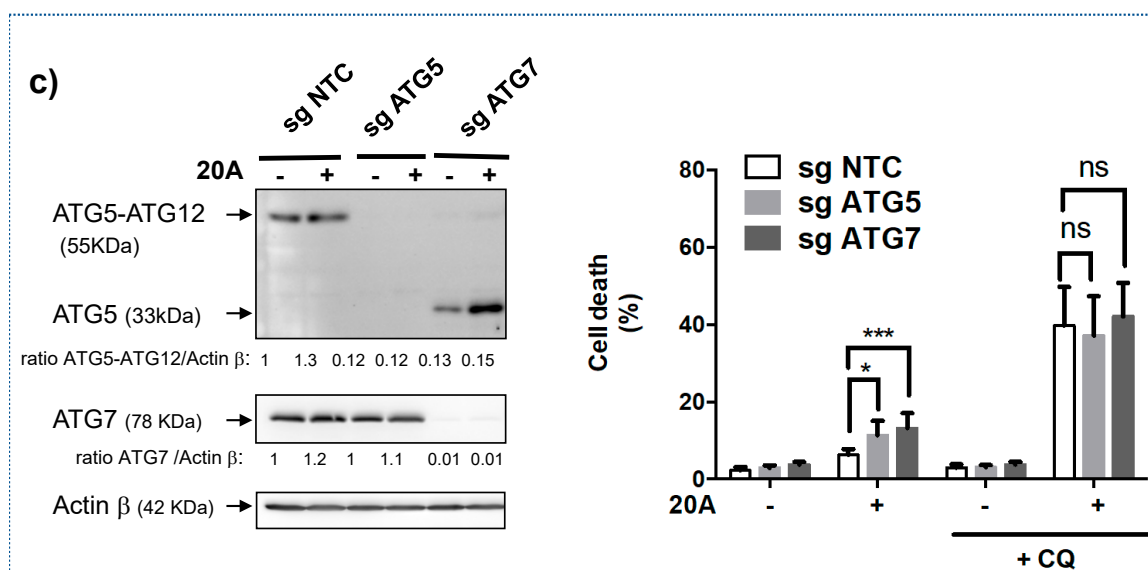 c)
sg NTC sg ATG5 sg ATG7
20A - + - + - +
ATG5-ATG12
(55KDa)
ATG5 (33kDa)
ratio ATG5-ATG12/Actin β: 1 1.3 0.12 0.12 0.13 0.15
ATG7 (78 KDa)
ratio ATG7 /Actin β: 1 1.2 1 1.1 0.01 0.01
Actin β (42 KDa)
Cell death
(%)
80
60
40
20
0
sg NTC
sg ATG5
sg ATG7
* ***
ns ns
20A - + - +
+ CQ